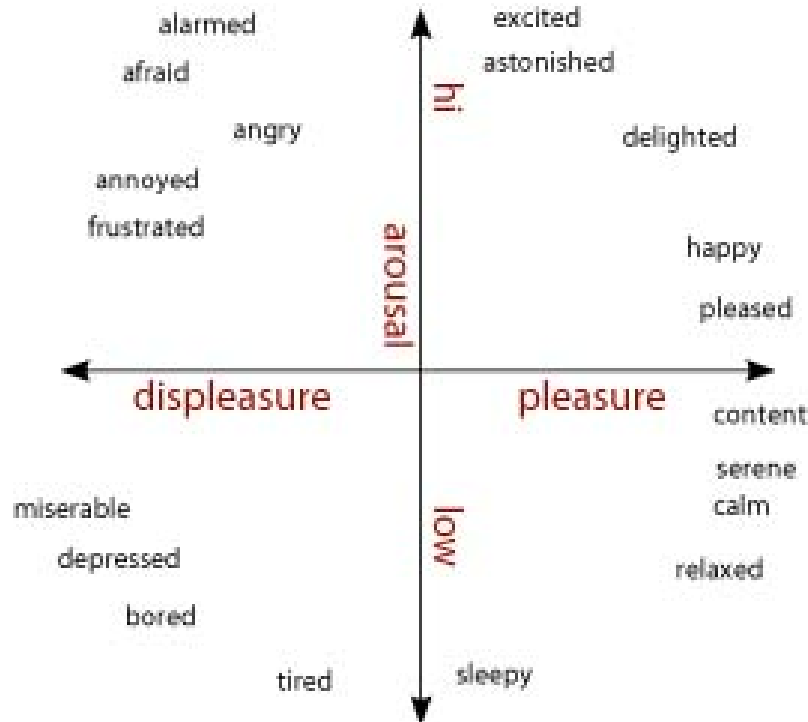 alarmed
excited
afraid
astonished
hi
angry
delighted
annoyed
frustrated
arousal
happy
pleased
displeasure
pleasure
content
serene
miserable
calm
low
depressed
relaxed
bored
tired
sleepy